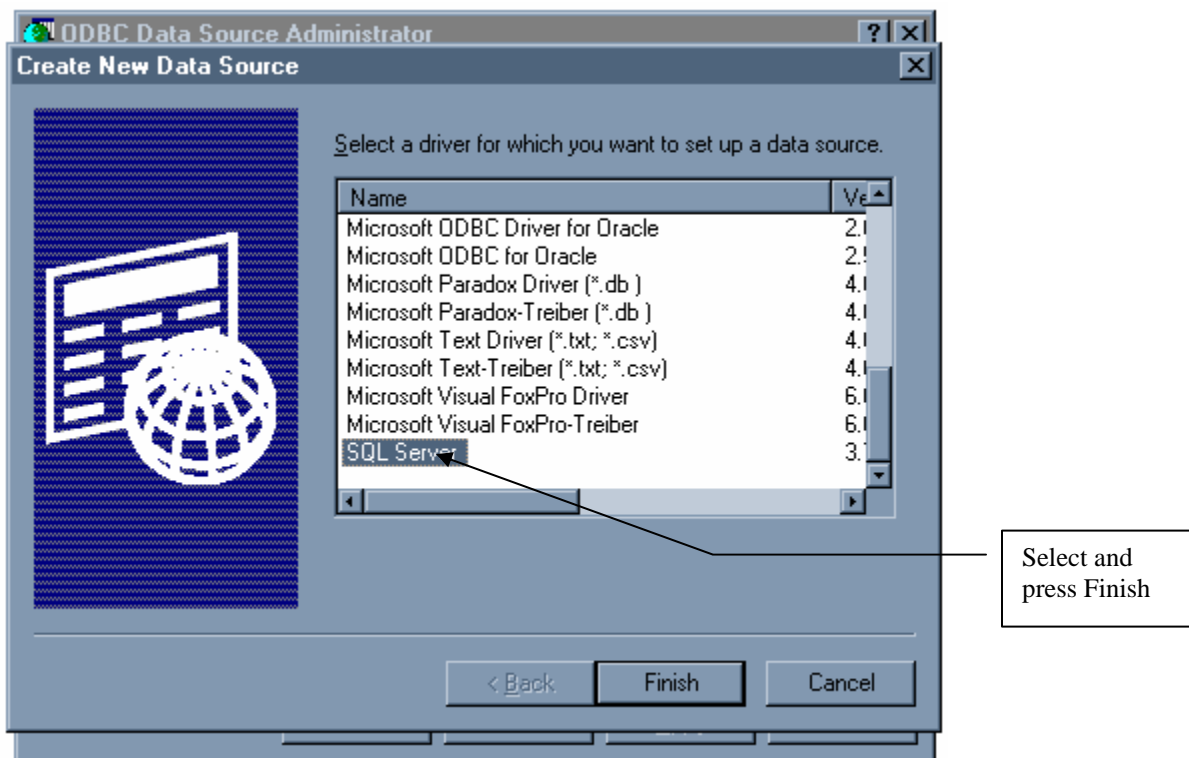 ODBC Data Source Administrator
Create New Data Source
Select a driver for which you want to set up a data source.
Name
Microsoft ODBC Driver for Oracle
Microsoft ODBC for Oracle
Microsoft Paradox Driver (*.db )
Microsoft Paradox-Treiber (*.db )
Microsoft Text Driver (*.txt; *.csv)
Microsoft Text-Treiber (*.txt; *.csv)
Microsoft Visual FoxPro Driver
Microsoft Visual FoxPro-Treiber
SQL Server
Select and
press Finish
< Back Finish Cancel